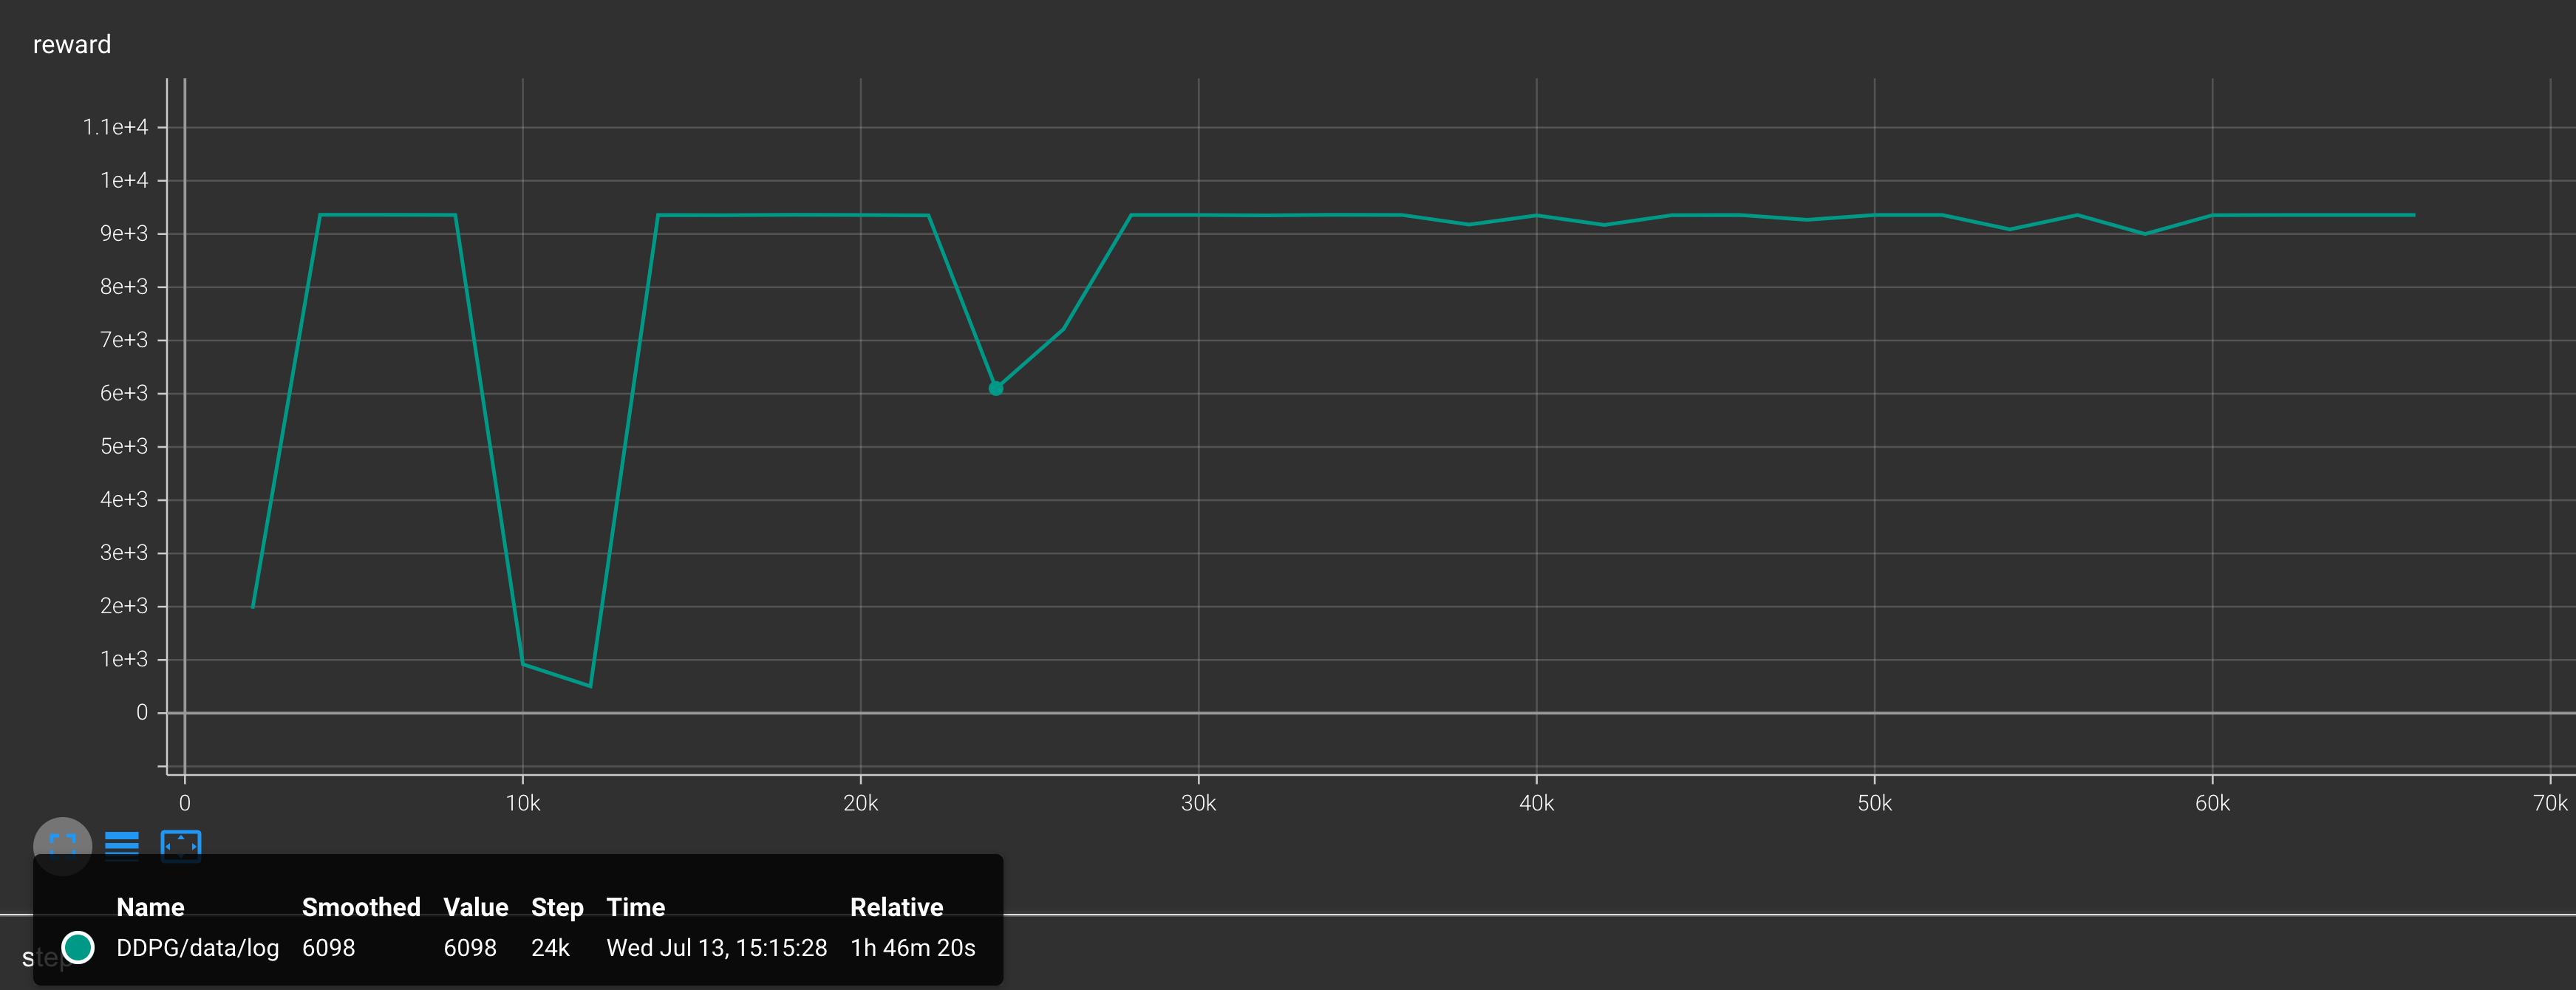 reward
1.1e+4
1e+4
9e+3
8e+3
7e+3
6e+3
5e+3
4e+3
3e+3
2e+3
1e+3
0
0 10k 20k 30k 40k 50k 60k 70k
Name Smoothed Value Step Time Relative
DDPG/data/log 6098 6098 24k Wed Jul 13, 15:15:28 1h 46m 20s
step